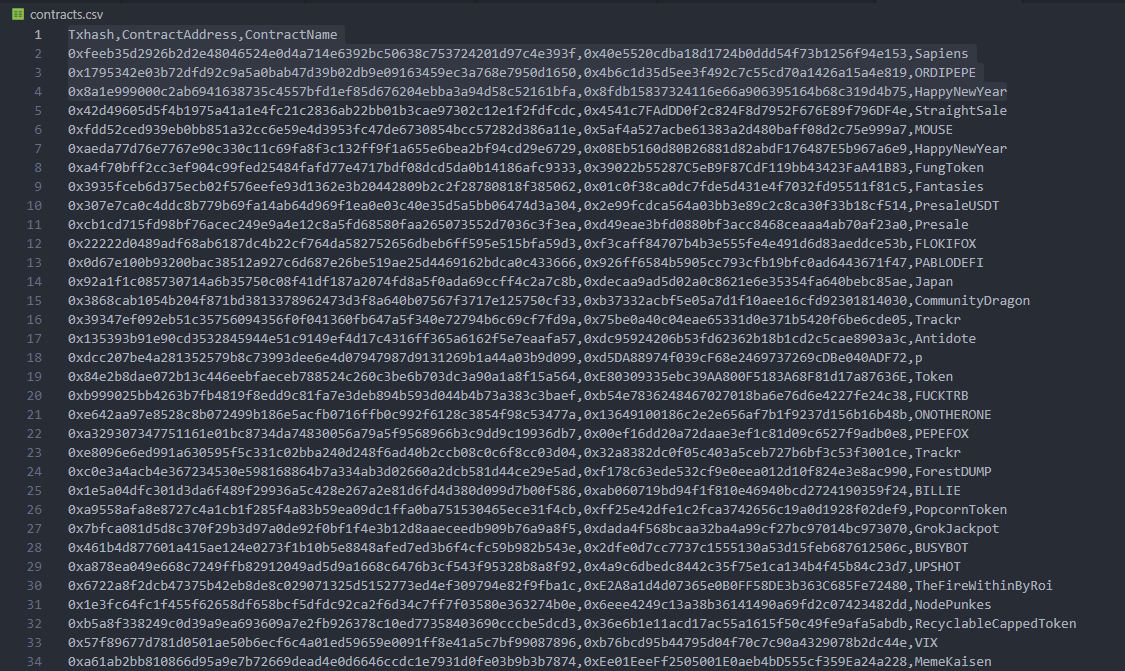 contracts.csv
1 Txhash,ContractAddress,ContractName
2 0xfeeb35d2926b2d2e48046524e0d4a714e6392bc50638c753724201d97c4e393f,0x40e5520cdba18d1724b0ddd54f73b1256f94e153,Sapiens
3 0x1795342e03b72dfd92c9a5a0bab47d39b02db9e09163459ec3a768e7950d1650,0x4b6c1d35d5ee3f492c7c55cd70a1426a15a4e819,ORDIPEPE
4 0x8a1e999000c2ab6941638735c4557bfd1ef85d676204ebba3a94d58c52161bfa,0x8fdb15837324116e66a906395164b68c319d4b75,HappyNewYear
5 0x42d49605d5f4b1975a41a1e4fc21c2836ab22bb01b3cae97302c12e1f2fdfcdc,0x4541c7FAdDD0f2c824F8d7952F676E89f796DF4e,StraightSale
6 0xfdd52ced939eb0bb851a32cc6e59e4d3953fc47de6730854bcc57282d386a11e,0x5af4a527acbe61383a2d480baff08d2c75e999a7,MOUSE
7 0xaeda77d76e7767e90c330c11c69fa8f3c132ff9f1a655e6bea2bf94cd29e6729,0x08Eb5160d80B26881d82abdF176487E5b967a6e9,HappyNewYear
8 0xa4f70bff2cc3ef904c99fed25484fafd77e4717bdf08dcd5da0b14186afc9333,0x39022b55287C5eB9F87CdF119bb43423FaA41B83,FungToken
9 0x3935fceb6d375ecb02f576eefe93d1362e3b20442809b2c2f28780818f385062,0x01c0f38ca0dc7fde5d431e4f7032fd95511f81c5,Fantasies
10 0x307e7ca0c4ddc8b779b69fa14ab64d969f1ea0e03c40e35d5a5bb06474d3a304,0x2e99fcdca564a03bb3e89c2c8ca30f33b18cf514,PresaleUSDT
11 0xcb1cd715fd98bf76acec249e9a4e12c8a5fd68580faa265073552d7036c3f3ea,0xd49eae3bfd0880bf3acc8468ceaaa4ab70af23a0,Presale
12 0x22222d0489adf68ab6187dc4b22cf764da582752656dbeb6ff595e515bfa59d3,0xf3caff84707b4b3e555fe4e491d6d83aeddce53b,FLOKIFOX
13 0x0d67e100b93200bac38512a927c6d687e26be519ae25d4469162bdca0c433666,0x926ff6584b5905cc793cfb19bfc0ad6443671f47,PABLODEFI
14 0x92a1f1c085730714a6b35750c08f41df187a2074fd8a5f0ada69ccff4c2a7c8b,0xdecaa9ad5d02a0c8621e6e35354fa640bebc85ae,Japan
15 0x3868cab1054b204f871bd3813378962473d3f8a640b07567f3717e125750cf33,0xb37332acbf5e05a7d1f10aee16cfd92301814030,CommunityDragon
16 0x39347ef092eb51c35756094356f0f041360fb647a5f340e72794b6c69cf7fd9a,0x75be0a40c04eae65331d0e371b5420f6be6cde05,Trackr
17 0x135393b91e90cd3532845944e51c9149ef4d17c4316ff365a6162f5e7eaafa57,0xdc95924206b53fd62362b18b1cd2c5cae8903a3c,Antidote
18 0xdcc207be4a281352579b8c73993dee6e4d07947987d9131269b1a44a03b9d099,0xd5DA88974f039cF68e2469737269cDBe040ADF72,p
19 0x84e2b8dae072b13c446eebfaeceb788524c260c3be6b703dc3a90a1a8f15a564,0xE80309335ebc39AA800F5183A68F81d17a87636E,Token
20 0xb999025bb4263b7fb4819f8edd9c81fa7e3deb894b593d044b4b73a383c3baef,0xb54e7836248467027018ba6e76d6e4227fe24c38,FUCKTRB
21 0xe642aa97e8528c8b072499b186e5acfb0716ffb0c992f6128c3854f98c53477a,0x13649100186c2e2e656af7b1f9237d156b16b48b,ONOTHERONE
22 0xa329307347751161e01bc8734da74830056a79a5f9568966b3c9dd9c19936db7,0x00ef16dd20a72daae3ef1c81d09c6527f9adb0e8,PEPEFOX
23 0xe8096e6ed991a630595f5c331c02bba240d248f6ad40b2ccb08c0c6f8cc03d04,0x32a8382dc0f05c403a5ceb727b6bf3c53f3001ce,Trackr
24 0xc0e3a4acb4e367234530e598168864b7a334ab3d02660a2dcb581d44ce29e5ad,0xf178c63ede532cf9e0eea012d10f824e3e8ac990,ForestDUMP
25 0x1e5a04dfc301d3da6f489f29936a5c428e267a2e81d6fd4d380d099d7b00f586,0xab060719bd94f1f810e46940bcd2724190359f24,BILLIE
26 0xa9558afa8e8727c4a1cb1f285f4a83b59ea09dc1ffa0ba751530465ece31f4cb,0xff25e42dfe1c2fca3742656c19a0d1928f02def9,PopcornToken
27 0x7bfca081d5d8c370f29b3d97a0de92f0bf1f4e3b12d8aaeceedb909b76a9a8f5,0xdada4f568bcaa32ba4a99cf27bc97014bc973070,GrokJackpot
28 0x461b4d877601a415ae124e0273f1b10b5e8848afed7ed3b6f4cfc59b982b543e,0x2dfe0d7cc7737c1555130a53d15feb687612506c,BUSYBOT
29 0xa878ea049e668c7249ffb82912049ad5d9a1668c6476b3cf543f95328b8a8f92,0x4a9c6dbedc8442c35f75e1ca134b4f45b84c23d7,UPSHOT
30 0x6722a8f2dcb47375b42eb8de8c029071325d5152773ed4ef309794e82f9fba1c,0xE2A8a1d4d07365e0B0FF58DE3b363C685Fe72480,TheFireWithinByRoi
31 0x1e3fc64fc1f455f62658df658bcf5dfdc92ca2f6d34c7ff7f03580e363274b0e,0x6eee4249c13a38b36141490a69fd2c07423482dd,NodePunkes
32 0xb5a8f338249c0d39a9ea693609a7e2fb926378c10ed77358403690cccbe5dcd3,0x36e6b1e11acd17ac55a1615f50c49fe9afa5abdb,RecyclableCappedToken
33 0x57f89677d781d0501ae50b6ecf6c4a01ed59659e0091ff8e41a5c7bf99087896,0xb76bcd95b44795d04f70c7c90a4329078b2dc44e,VIX
34 0xa61ab2bb810866d95a9e7b72669dead4e0d6646ccdc1e7931d0fe03b9b3b7874,0xEe01EeeFf2505001E0aeb4bD555cf359Ea24a228,MemeKaisen